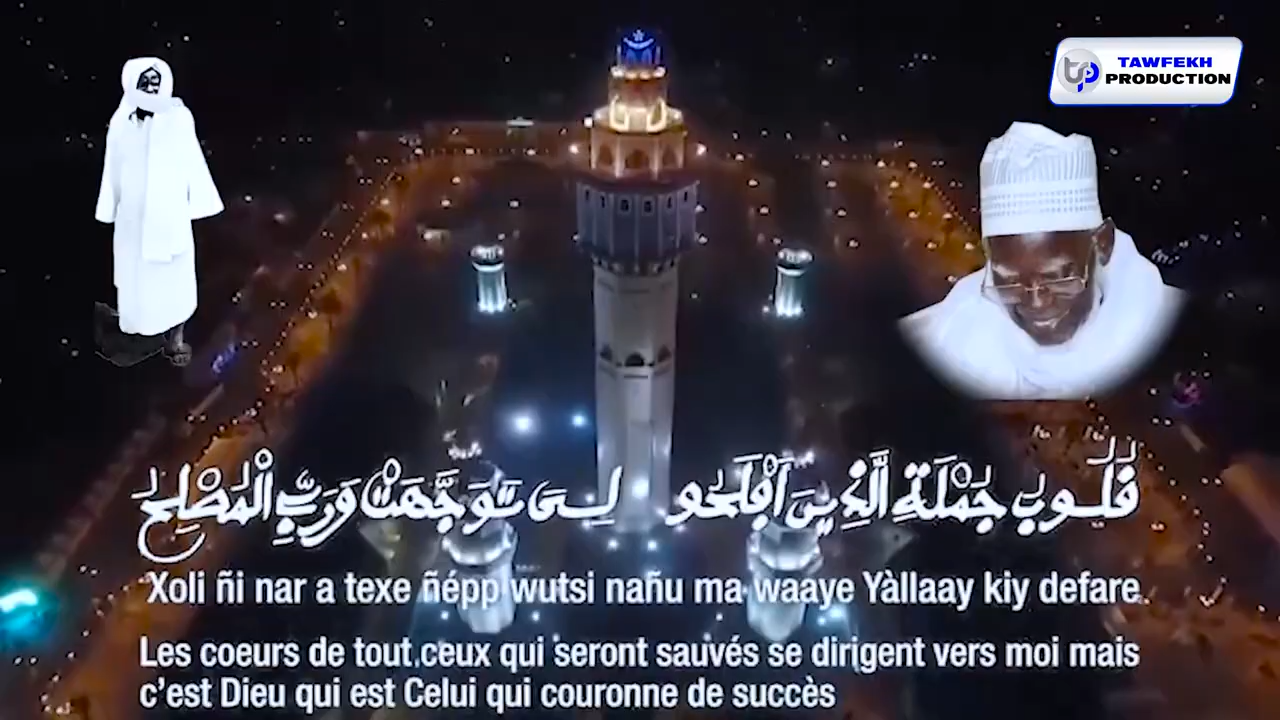 TAWFEKH
PRODUCTION
قُلُوبُ جُمْلَةِ الَّذِينَ أَفْلَحُوا لِي تَوَجَّهَتْ وَرَبِّي الْمُصْلِحُ
Xoli ñi nar a texe ñépp wutsi nañu ma waaye Yàllaay kiy defare
Les coeurs de tout ceux qui seront sauvés se dirigent vers moi mais
c'est Dieu qui est Celui qui couronne de succès